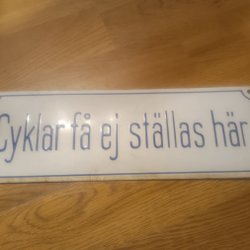 Cyklar få ej ställas här